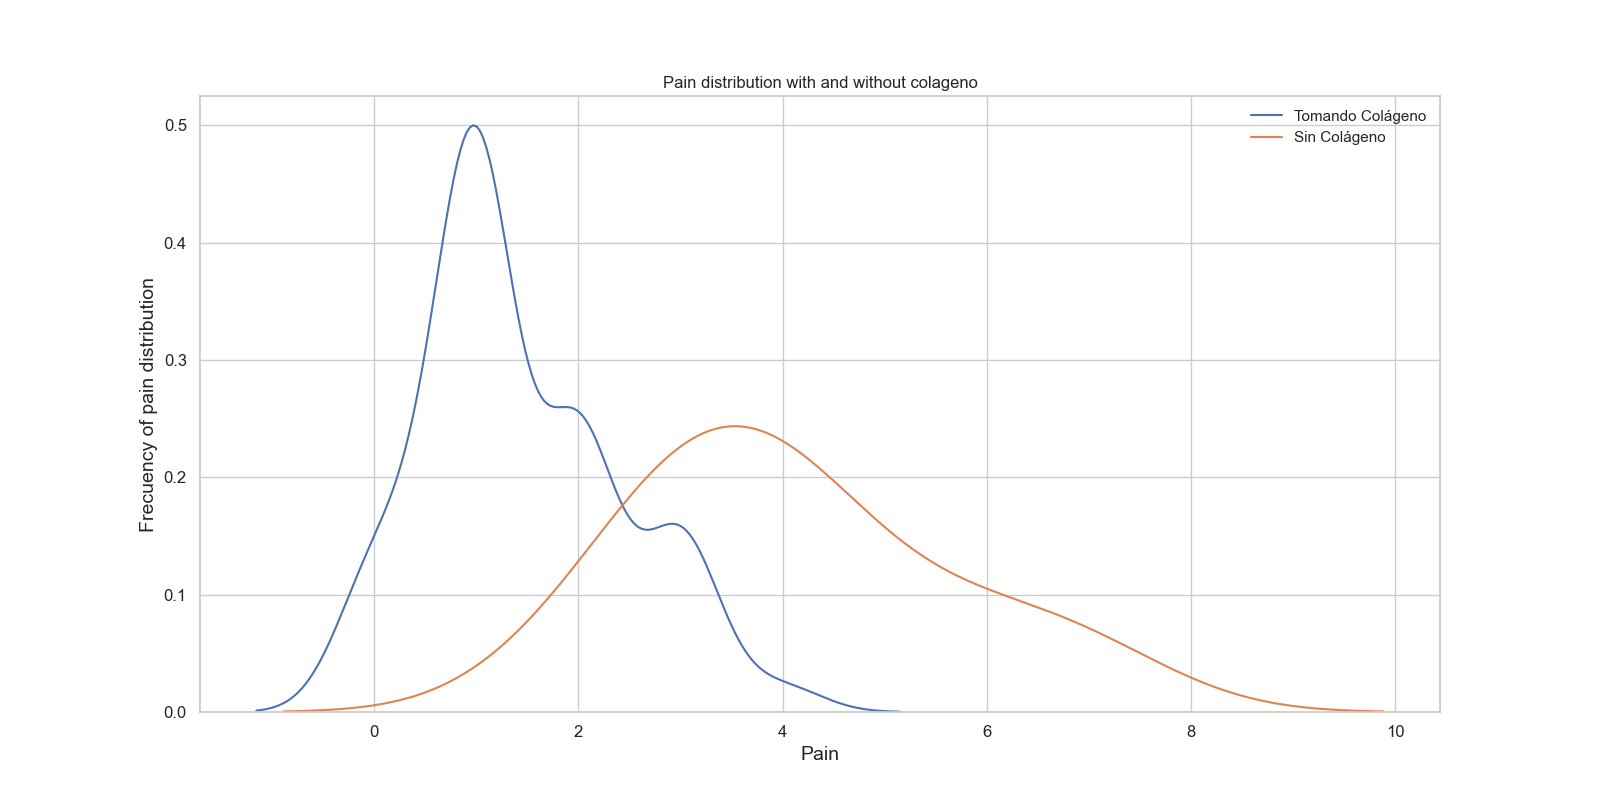 Pain distribution with and without colageno
Tomando Colágeno
Sin Colágeno
Frecuency of pain distribution
0.5
0.4
0.3
0.2
0.1
0.0
0 2 4 6 8 10
Pain